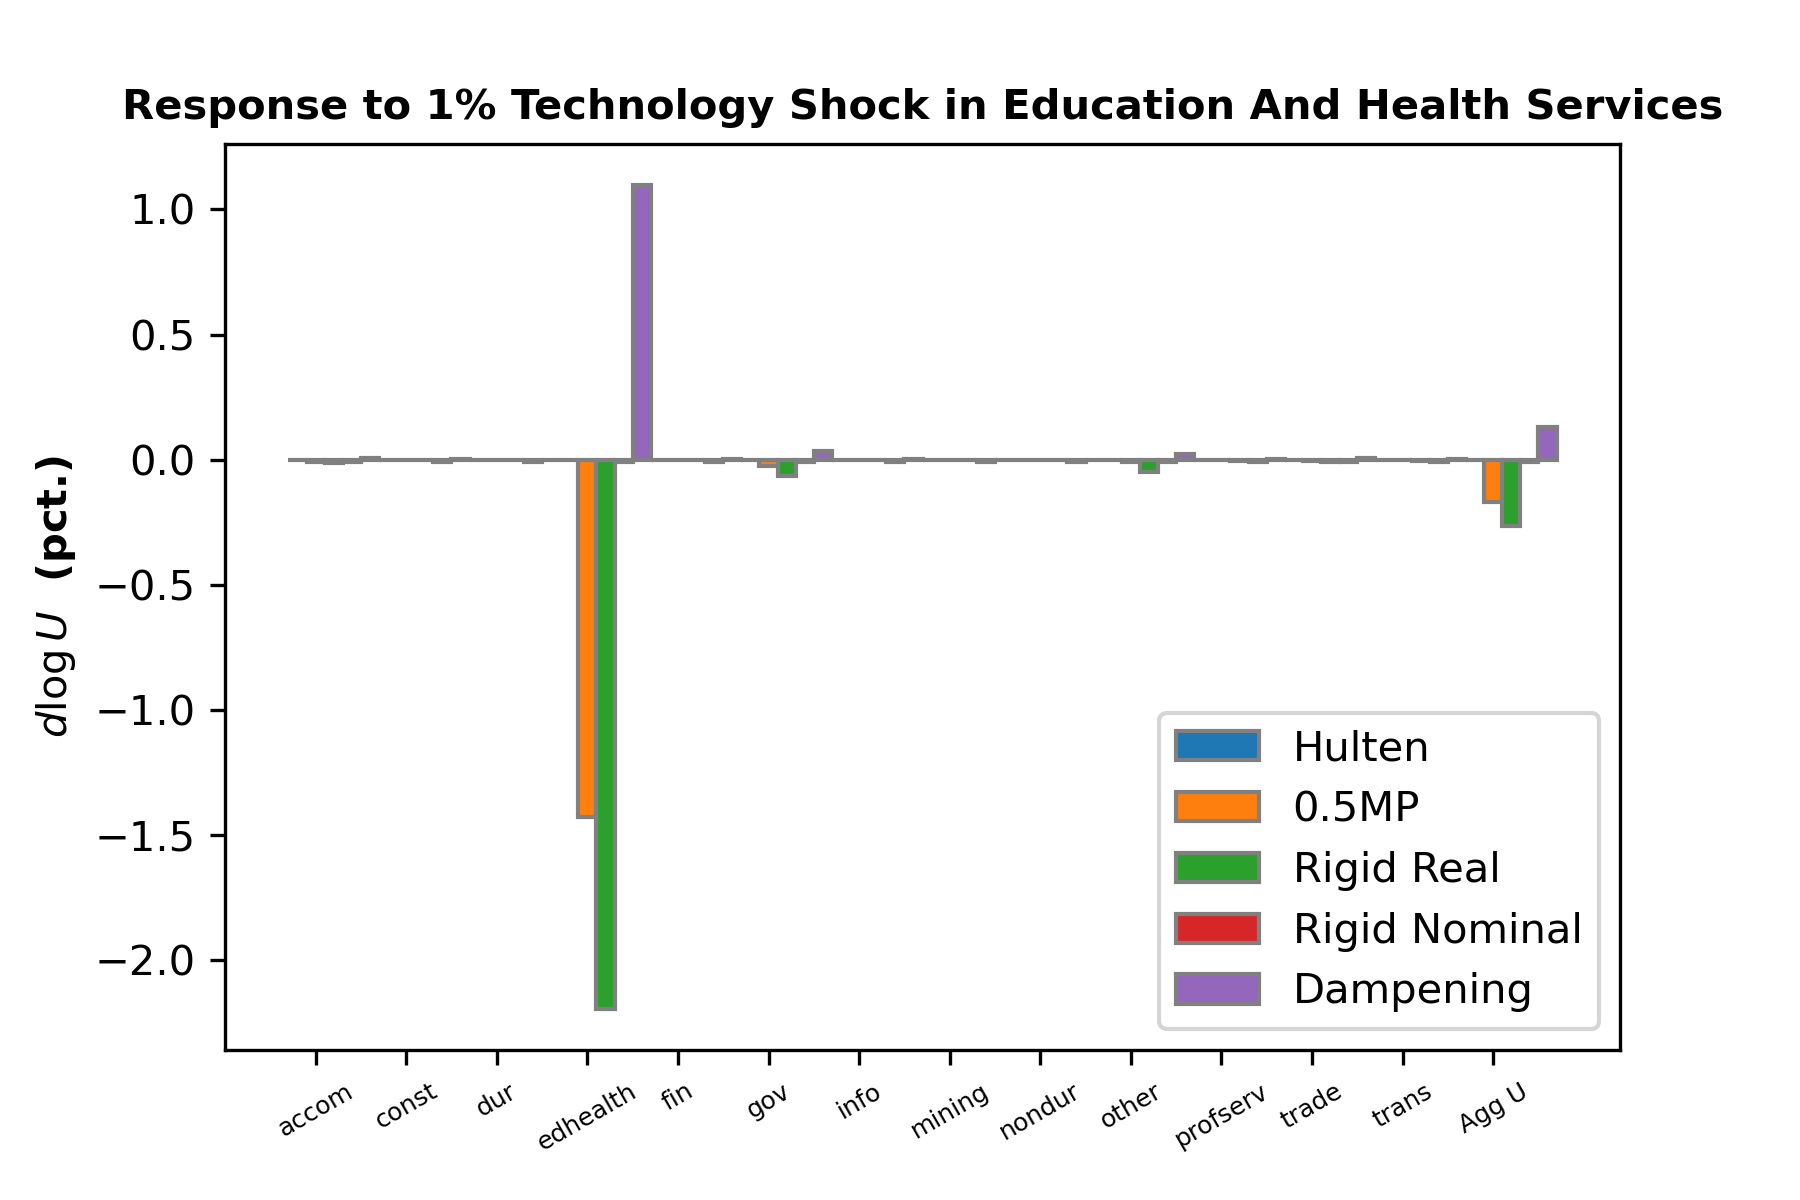 Response to 1% Technology Shock in Education And Health Services
dlog U (pct.)
1.0
0.5
0.0
−0.5
−1.0
−1.5
−2.0
Hulten
0.5MP
Rigid Real
Rigid Nominal
Dampening
accom
const
dur
edhealth
fin
gov
info
mining
nondur
other
profserv
trade
trans
Agg U